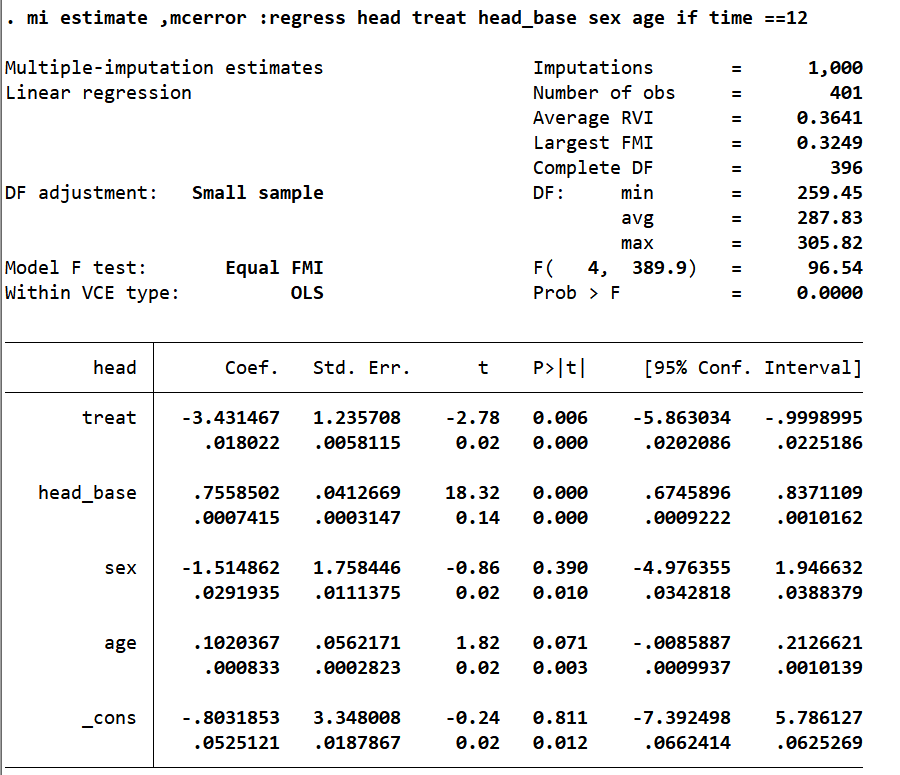 . mi estimate ,mcerror :regress head treat head_base sex age if time ==12
Multiple-imputation estimates Imputations = 1,000
Linear regression Number of obs = 401
Average RVI = 0.3641
Largest FMI = 0.3249
Complete DF = 396
DF adjustment: Small sample DF: min = 259.45
avg = 287.83
max = 305.82
Model F test: Equal FMI F( 4, 389.9) = 96.54
Within VCE type: OLS Prob > F = 0.0000
head Coef. Std. Err. t P>|t| [95% Conf. Interval]
treat -3.431467 1.235708 -2.78 0.006 -5.863034 -.9998995
.018022 .0058115 0.02 0.000 .0202086 .0225186
head_base .7558502 .0412669 18.32 0.000 .6745896 .8371109
.0007415 .0003147 0.14 0.000 .0009222 .0010162
sex -1.514862 1.758446 -0.86 0.390 -4.976355 1.946632
.0291935 .0111375 0.02 0.010 .0342818 .0388379
age .1020367 .0562171 1.82 0.071 -.0085887 .2126621
.000833 .0002823 0.02 0.003 .0009937 .0010139
_cons -.8031853 3.348008 -0.24 0.811 -7.392498 5.786127
.0525121 .0187867 0.02 0.012 .0662414 .0625269